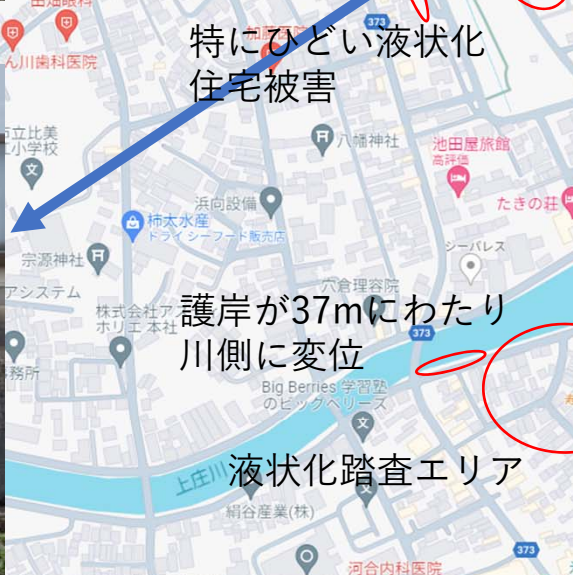 田畑眼科
373
加藤医院
ん川歯科医院
特にひどい液状化
住宅被害
市立比美
小学校
八幡神社
池田屋旅館
高評価
たきの荘
浜向設備
柿太水産
ドライシーフード販売店
シーパレス
宗源神社
アシステム
穴倉理容院
株式会社アス
ホリエ 本社
護岸が37mにわたり
川側に変位
373
務所
Big Berries 学習塾
のビッグベリーズ
上庄川
液状化踏査エリア
絹谷産業(株)
373
河合内科医院